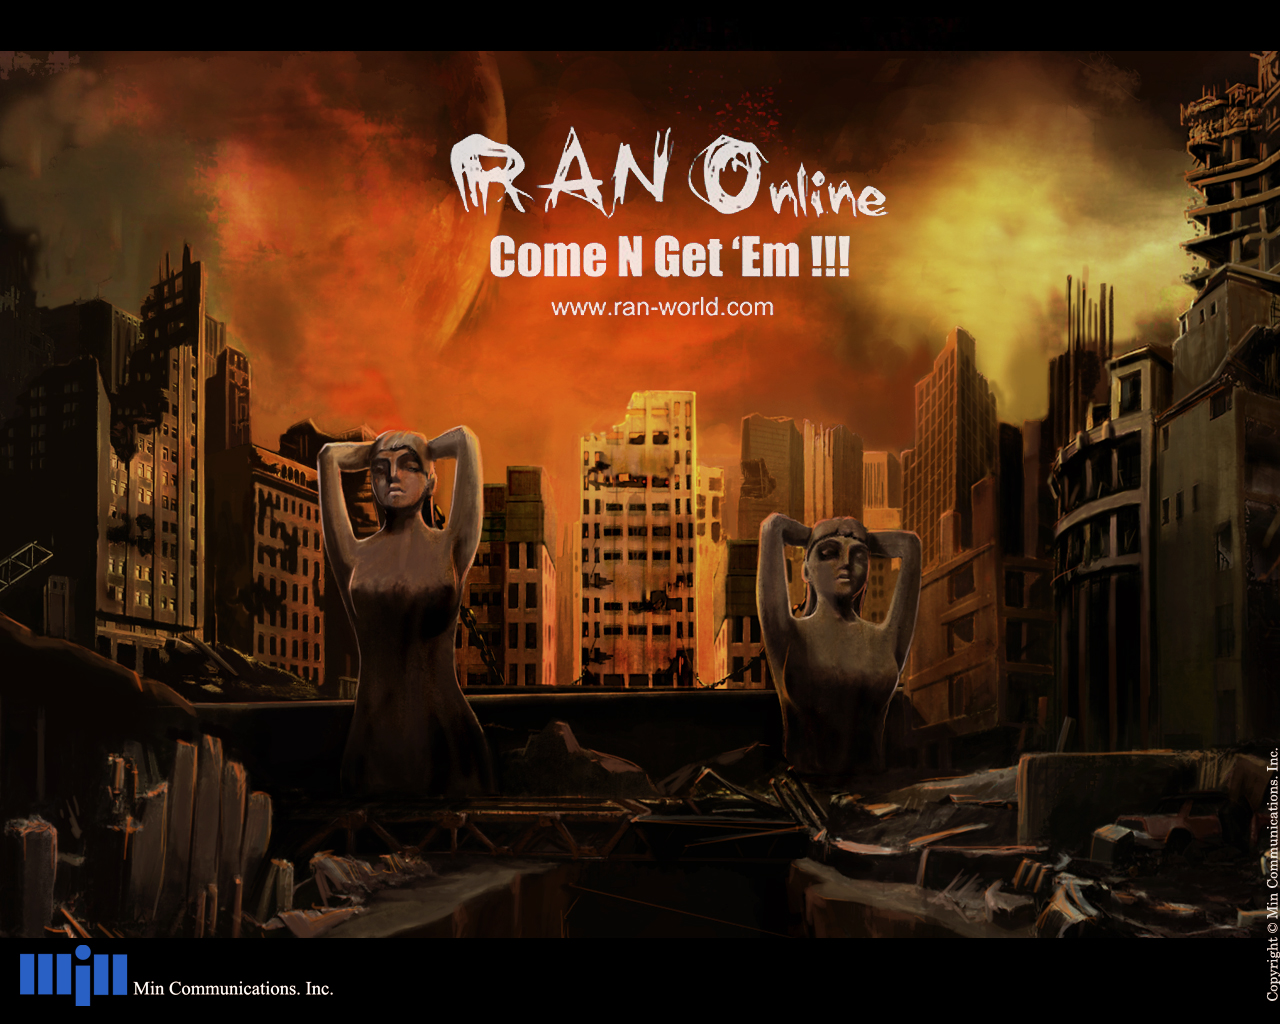 RAN Online
Come N Get ‘Em !!!
www.ran-world.com
Min Communications. Inc.
Copyright © Min Communications. Inc.